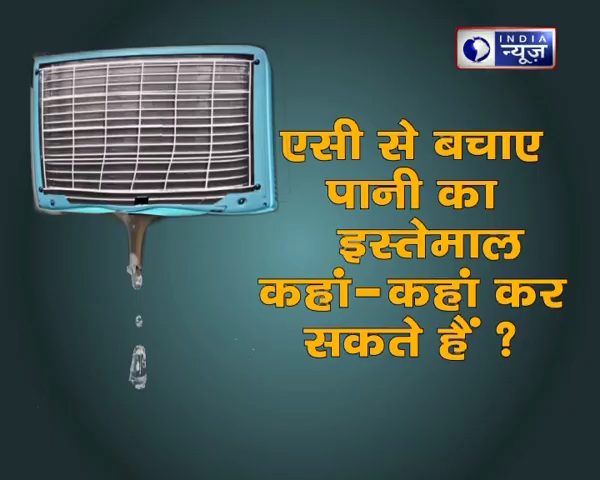 INDIA
न्यूज़
एसी से बचाए
पानी का
इस्तेमाल
कहां-कहां कर
सकते हैं ?